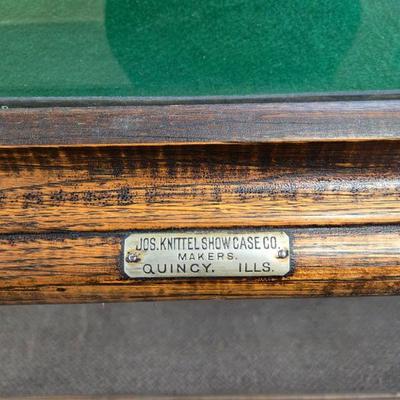 JOS. KNITTEL SHOW CASE CO.
MAKERS.
QUINCY. ILLS.